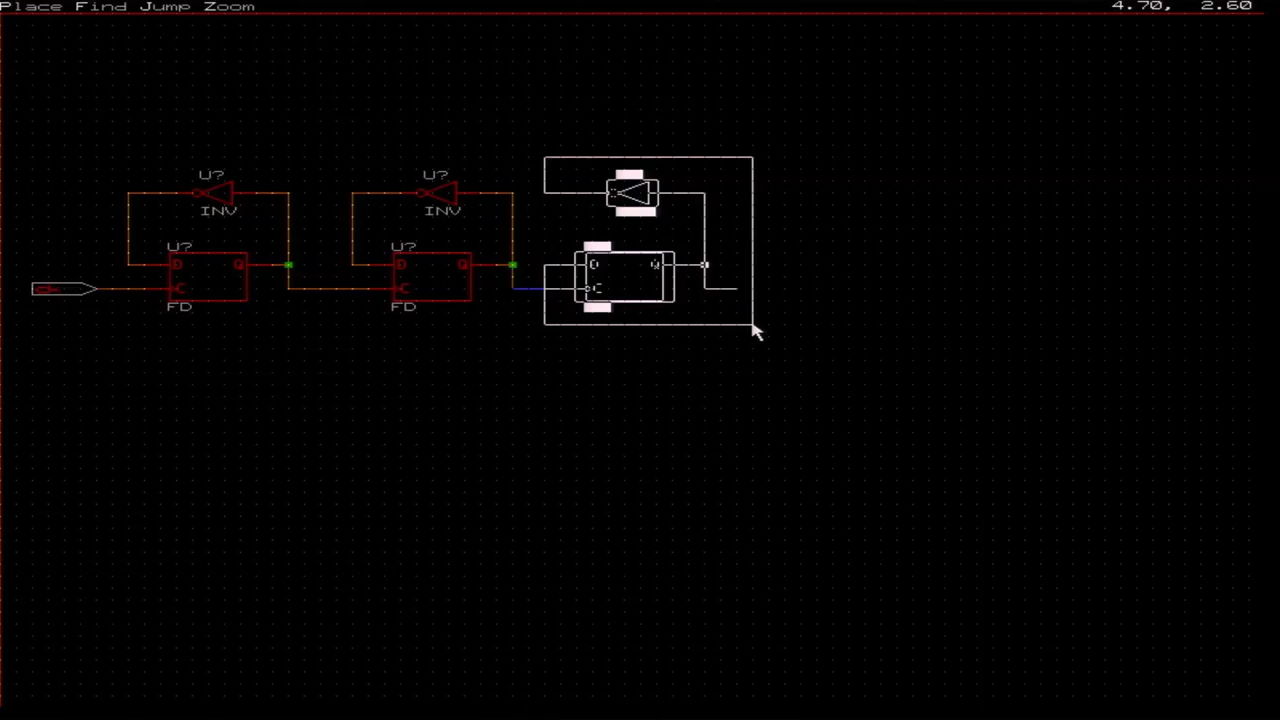 Place Find Jump Zoom 4.70, 2.60
U? U?
INV INV
U? U?
D Q D Q D Q
C C C
FD FD